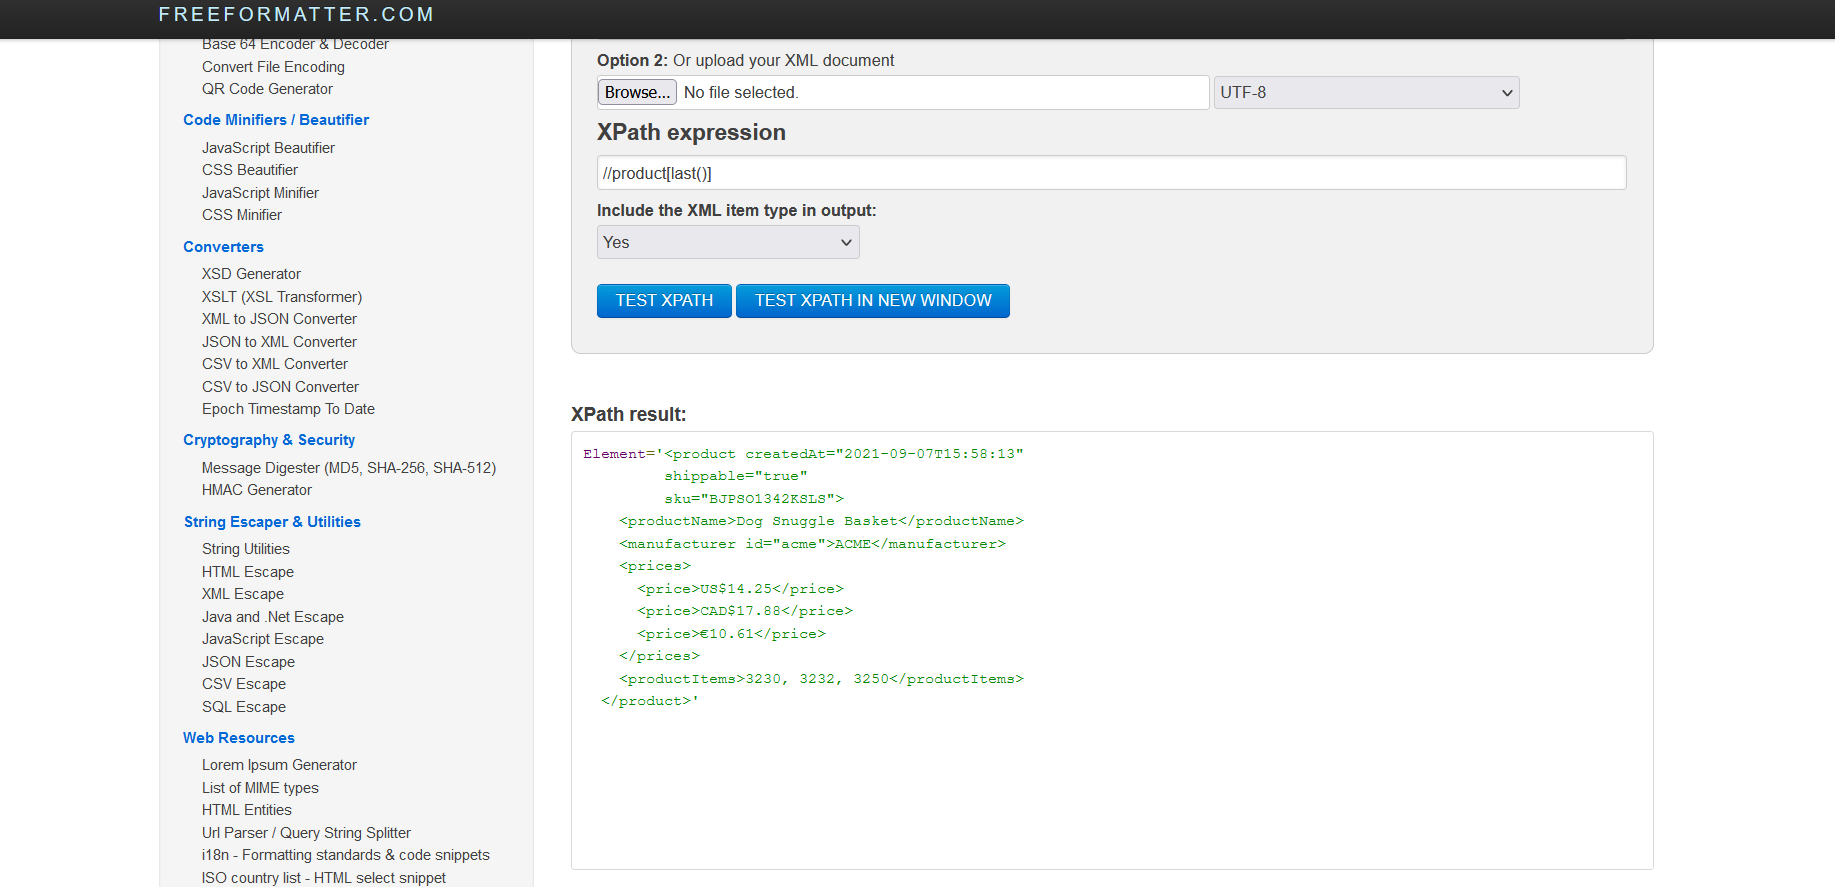 FREEFORMATTER.COM
Base 64 Encoder & Decoder
Convert File Encoding
QR Code Generator
Code Minifiers / Beautifier
JavaScript Beautifier
CSS Beautifier
JavaScript Minifier
CSS Minifier
Converters
XSD Generator
XSLT (XSL Transformer)
XML to JSON Converter
JSON to XML Converter
CSV to XML Converter
CSV to JSON Converter
Epoch Timestamp To Date
Cryptography & Security
Message Digester (MD5, SHA-256, SHA-512)
HMAC Generator
String Escaper & Utilities
String Utilities
HTML Escape
XML Escape
Java and .Net Escape
JavaScript Escape
JSON Escape
CSV Escape
SQL Escape
Web Resources
Lorem Ipsum Generator
List of MIME types
HTML Entities
Url Parser / Query String Splitter
i18n - Formatting standards & code snippets
ISO country list - HTML select snippet
Option 2: Or upload your XML document
Browse... No file selected. UTF-8
XPath expression
//product[last()]
Include the XML item type in output:
Yes
TEST XPATH TEST XPATH IN NEW WINDOW
XPath result:
Element='<product createdAt="2021-09-07T15:58:13"
shippable="true"
sku="BJPSO1342KSLS">
<productName>Dog Snuggle Basket</productName>
<manufacturer id="acme">ACME</manufacturer>
<prices>
<price>US$14.25</price>
<price>CAD$17.88</price>
<price>€10.61</price>
</prices>
<productItems>3230, 3232, 3250</productItems>
</product>'